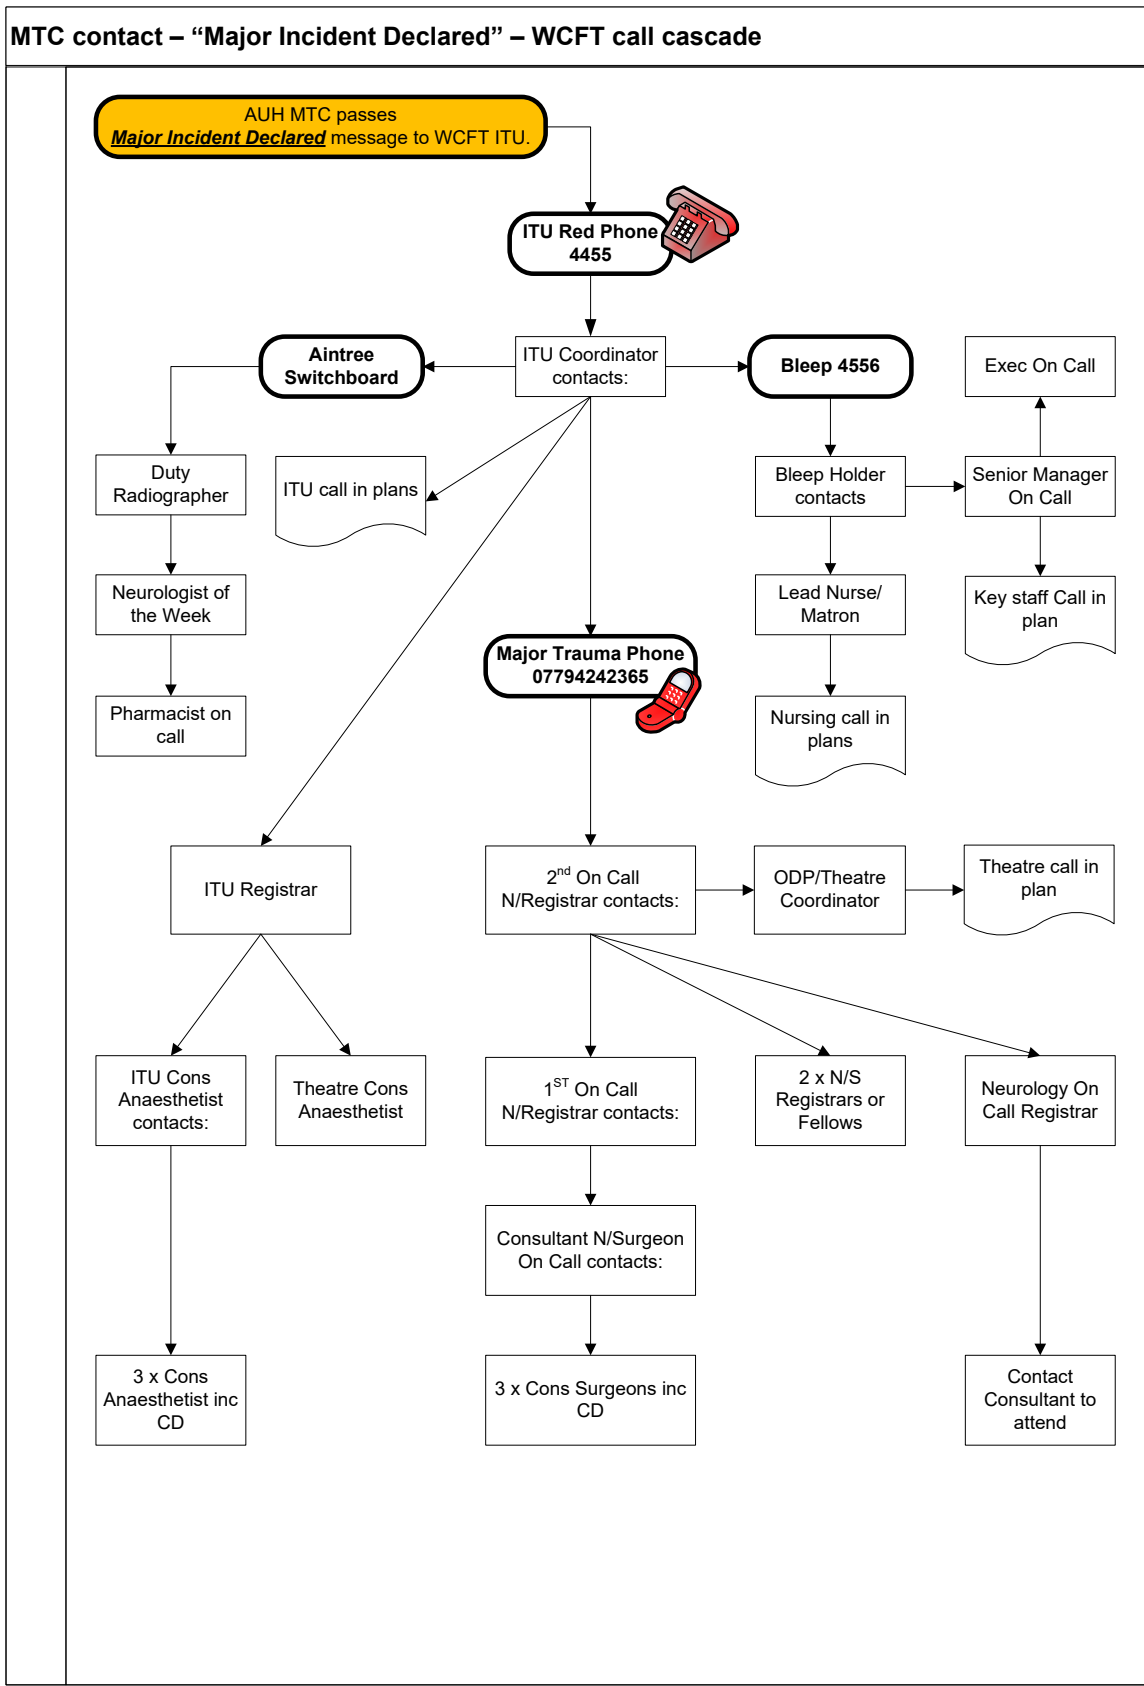 MTC contact – “Major Incident Declared” – WCFT call cascade
AUH MTC passes
Major Incident Declared message to WCFT ITU.
ITU Red Phone
4455
Aintree
Switchboard
ITU Coordinator
contacts:
Bleep 4556
Exec On Call
Duty
Radiographer
ITU call in plans
Bleep Holder
contacts
Senior Manager
On Call
Neurologist of
the Week
Lead Nurse/
Matron
Key staff Call in
plan
Major Trauma Phone
07794242365
Pharmacist on
call
Nursing call in
plans
ITU Registrar
2nd On Call
N/Registrar contacts:
ODP/Theatre
Coordinator
Theatre call in
plan
ITU Cons
Anaesthetist
contacts:
Theatre Cons
Anaesthetist
1ST On Call
N/Registrar contacts:
2 x N/S
Registrars or
Fellows
Neurology On
Call Registrar
Consultant N/Surgeon
On Call contacts:
3 x Cons
Anaesthetist inc
CD
3 x Cons Surgeons inc
CD
Contact
Consultant to
attend